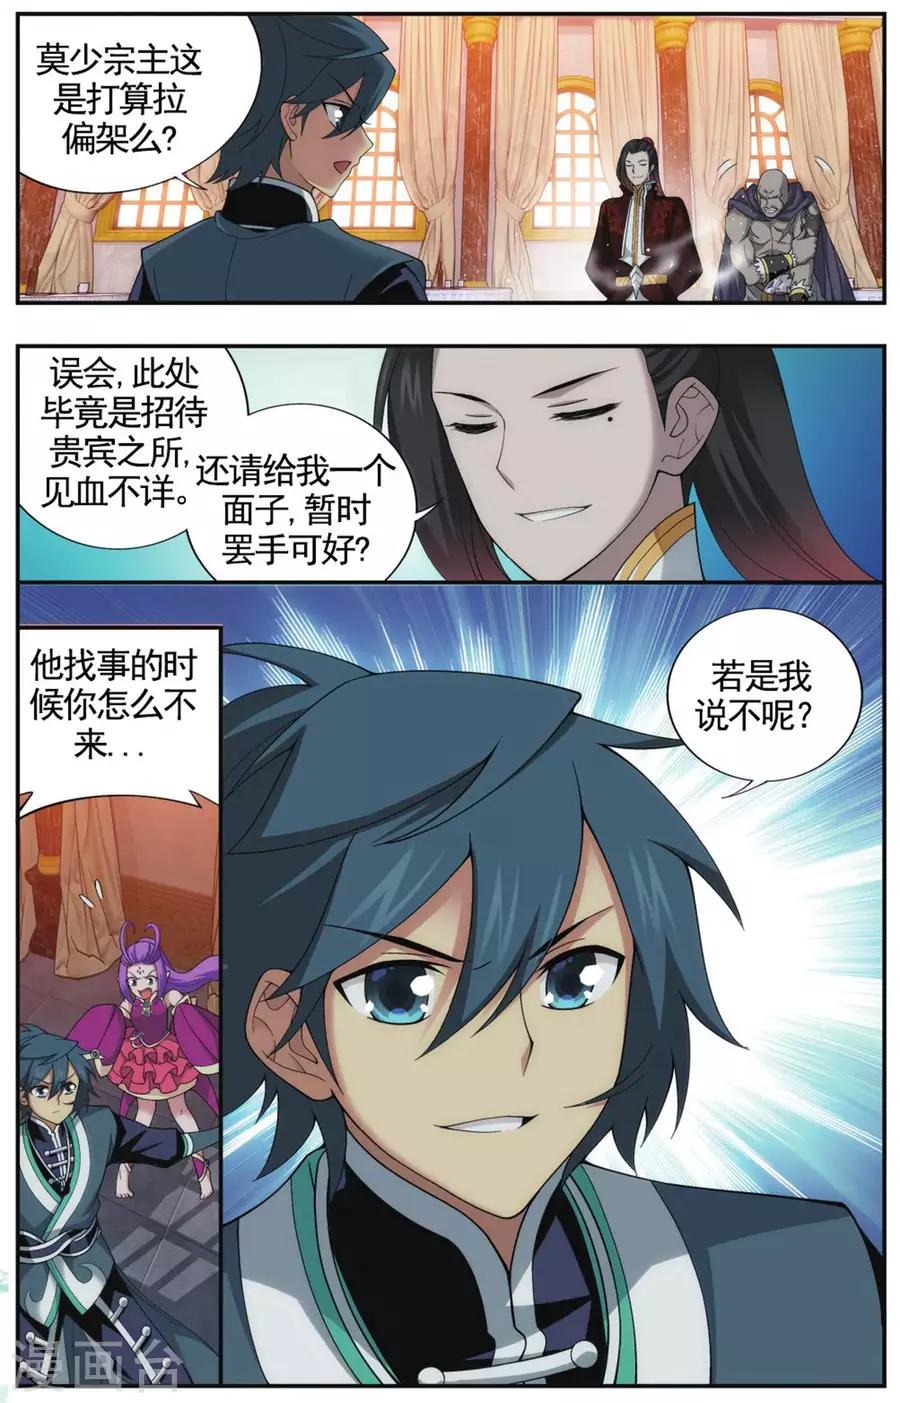 莫少宗主这
是打算拉
偏架么?
误会,此处
毕竟是招待
贵宾之所,
见血不详。
还请给我一个
面子,暂时
罢手可好?
他找事的时
候你怎么不
来...
若是我
说不呢?
漫画台